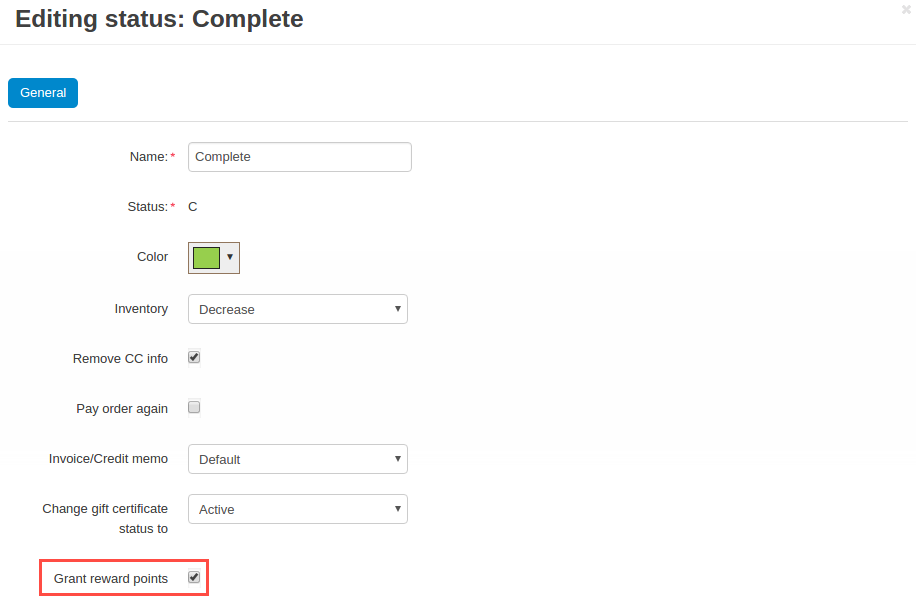 Editing status: Complete
General
Name:* Complete
Status:* C
Color
Inventory Decrease
Remove CC info
Pay order again
Invoice/Credit memo Default
Change gift certificate Active
status to
Grant reward points